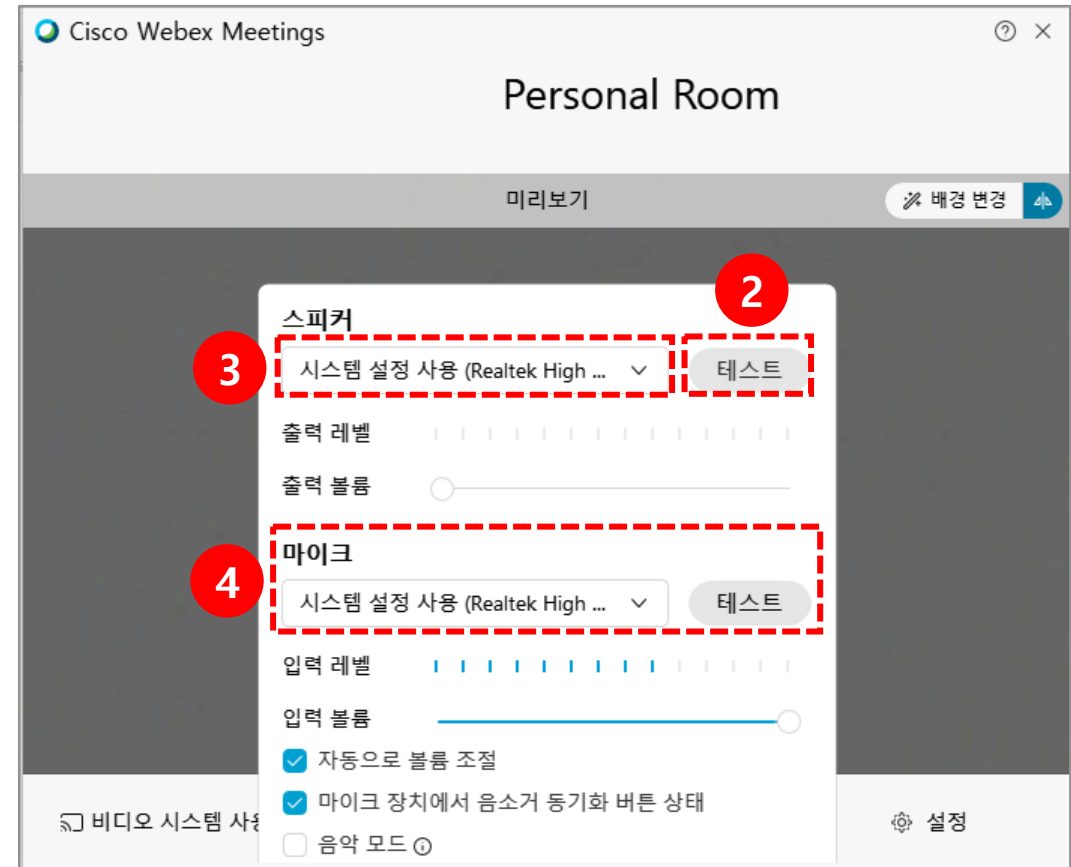 Cisco Webex Meetings
Personal Room
미리보기
배경 변경
2
스피커
3
시스템 설정 사용 (Realtek High ...
테스트
출력 레벨
출력 볼륨
4
마이크
시스템 설정 사용 (Realtek High ...
테스트
입력 레벨
입력 볼륨
자동으로 볼륨 조절
마이크 장치에서 음소거 동기화 버튼 상태
비디오 시스템 사용
설정
음악 모드